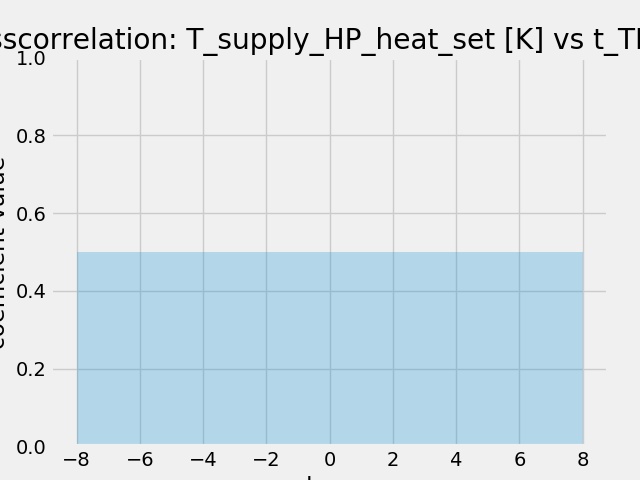 sscorrelation: T_supply_HP_heat_set [K] vs t_T
1.0
0.8
0.6
0.4
0.2
0.0
coefficient value
−8 −6 −4 −2 0 2 4 6 8